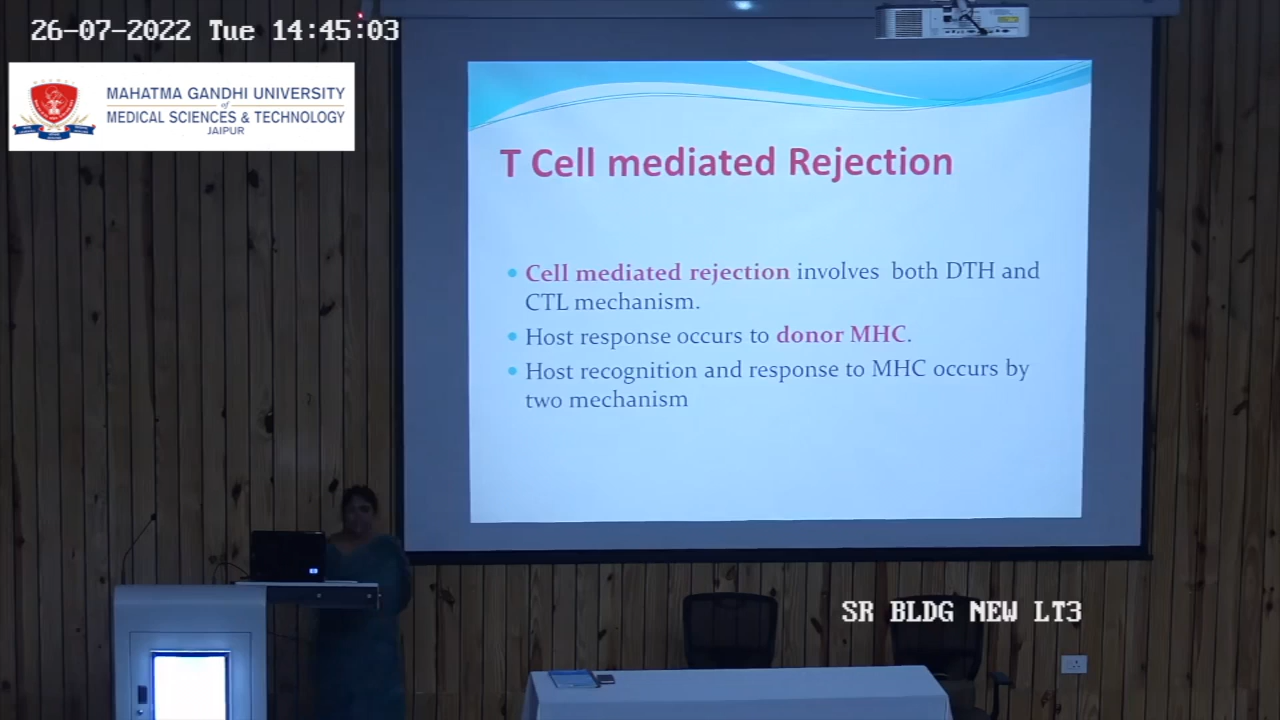 26-07-2022 Tue 14:45:03
MAHATMA GANDHI UNIVERSITY
of
MEDICAL SCIENCES & TECHNOLOGY
JAIPUR
T Cell mediated Rejection
• Cell mediated rejection involves both DTH and
CTL mechanism.
• Host response occurs to donor MHC.
• Host recognition and response to MHC occurs by
two mechanism
SR BLDG NEW LT3